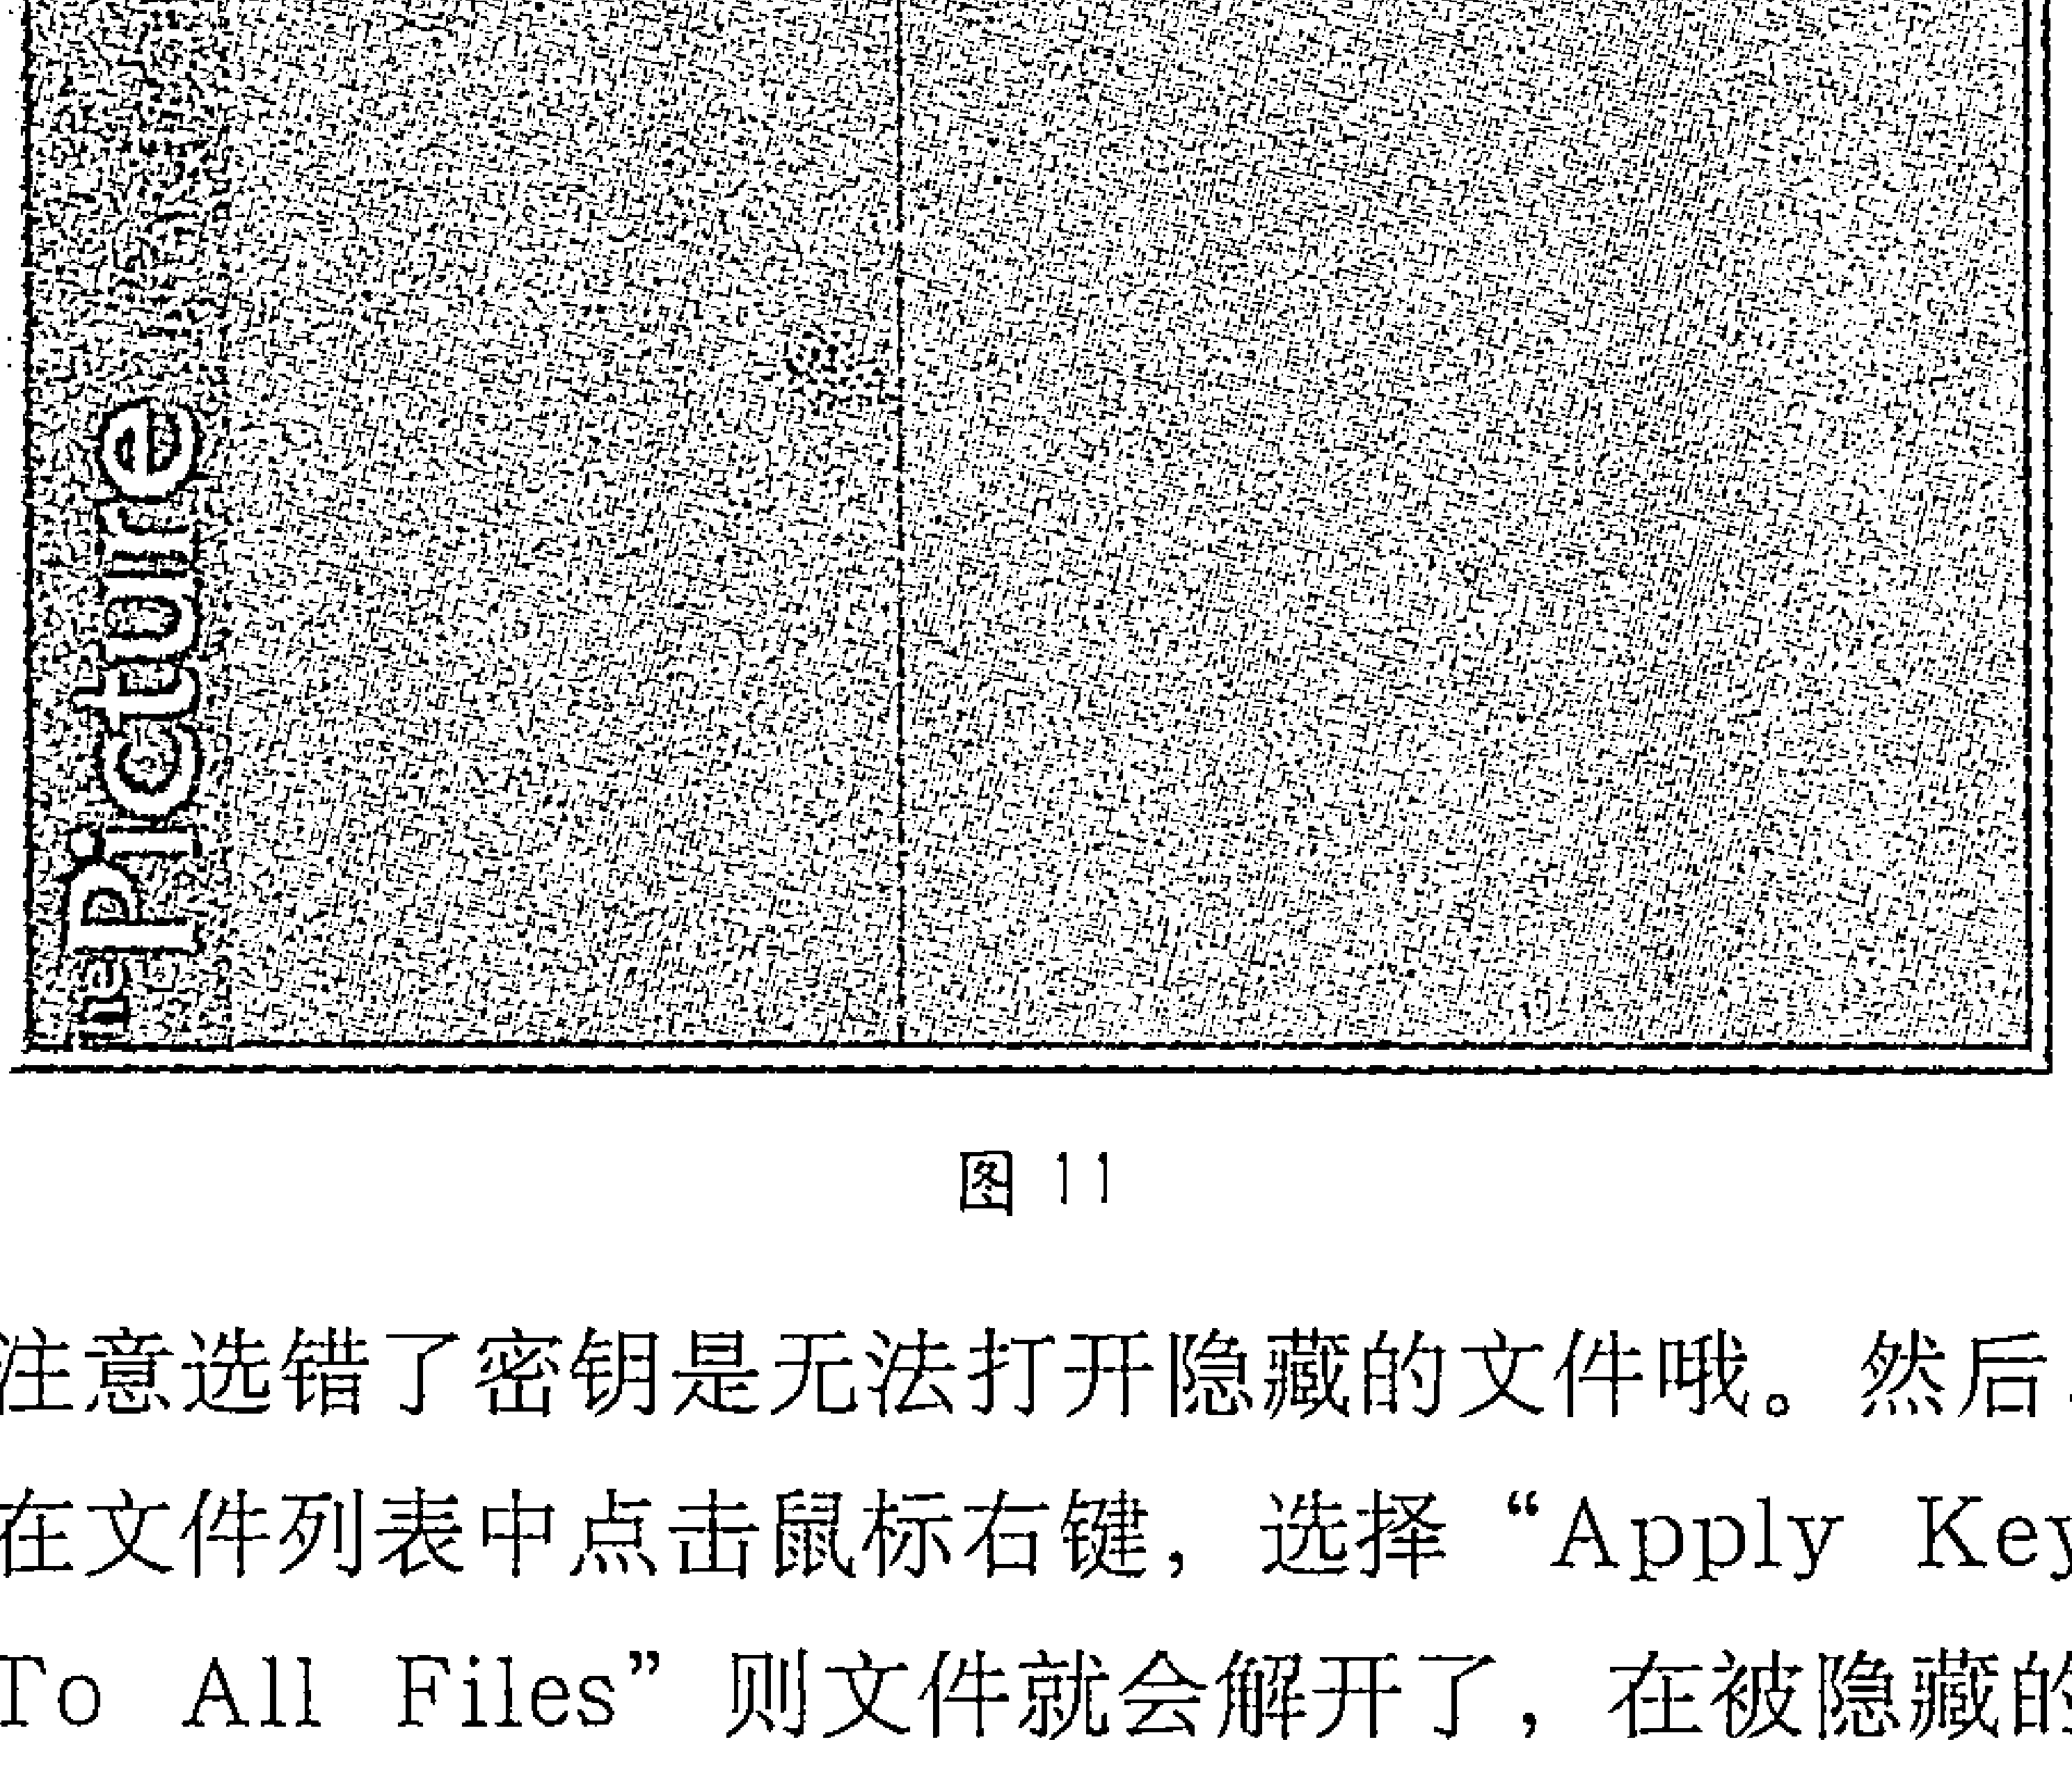 Picture
图 11
注意选错了密钥是无法打开隐藏的文件哦。然后
在文件列表中点击鼠标右键，选择“Apply Key
To All Files”则文件就会解开了，在被隐藏的